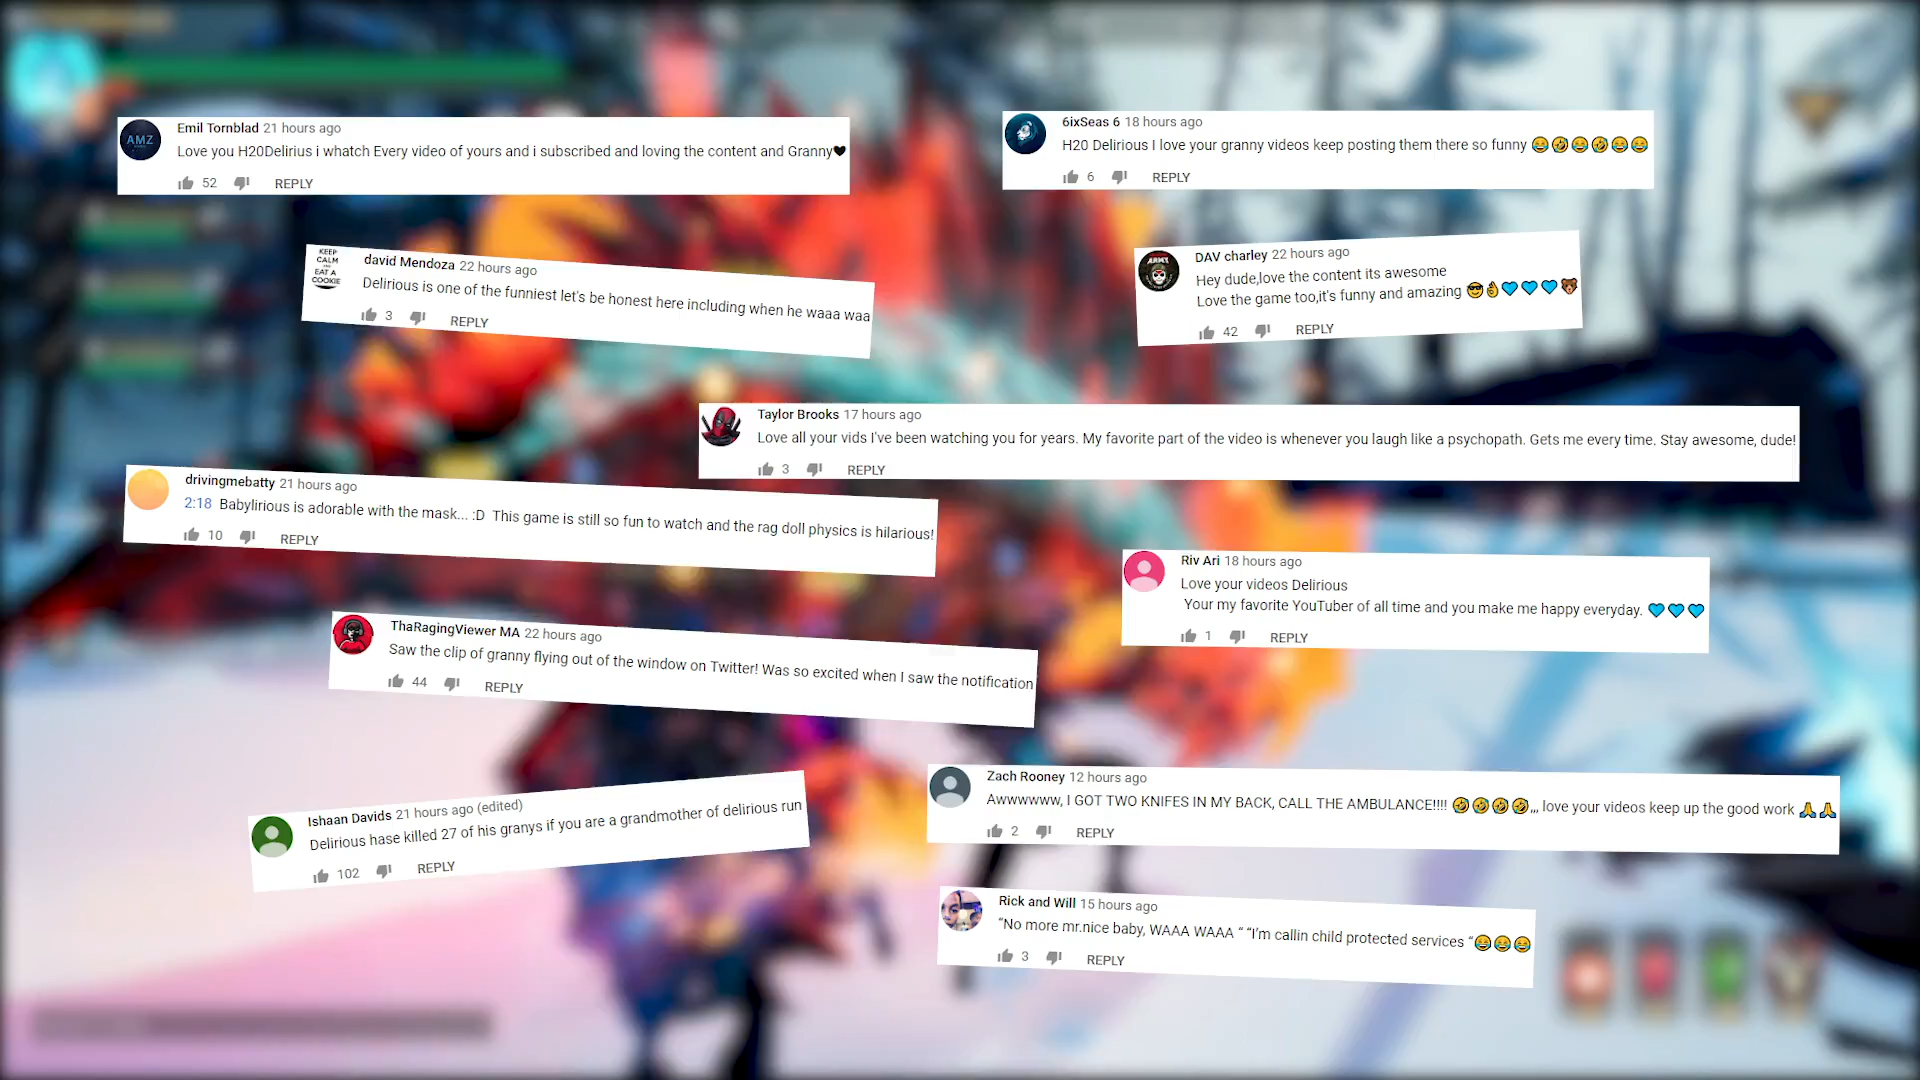 Emil Tornblad 21 hours ago
AMZ
Love you H20Delirius i whatch Every video of yours and i subscribed and loving the content and Granny🖤
52 REPLY
6ixSeas 6 18 hours ago
H20 Delirious I love your granny videos keep posting them there so funny 😂🤣😂🤣😂😂
6 REPLY
KEEP
CALM
EAT A
COOKIE
david Mendoza 22 hours ago
Delirious is one of the funniest let's be honest here including when he waaa waa
3 REPLY
ARMY
DAV charley 22 hours ago
Hey dude,love the content its awesome
Love the game too,it's funny and amazing 😎👌💙💙💙🐻
42 REPLY
Taylor Brooks 17 hours ago
Love all your vids I've been watching you for years. My favorite part of the video is whenever you laugh like a psychopath. Gets me every time. Stay awesome, dude!
3 REPLY
drivingmebatty 21 hours ago
2:18 Babylirious is adorable with the mask... :D This game is still so fun to watch and the rag doll physics is hilarious!
10 REPLY
Riv Ari 18 hours ago
Love your videos Delirious
Your my favorite YouTuber of all time and you make me happy everyday. 💙💙💙
1 REPLY
ThaRagingViewer MA 22 hours ago
Saw the clip of granny flying out of the window on Twitter! Was so excited when I saw the notification
44 REPLY
Zach Rooney 12 hours ago
Awwwwww, I GOT TWO KNIFES IN MY BACK, CALL THE AMBULANCE!!!! 🤣🤣🤣🤣,,, love your videos keep up the good work 🙏🙏
2 REPLY
Ishaan Davids 21 hours ago (edited)
Delirious hase killed 27 of his granys if you are a grandmother of delirious run
102 REPLY
Rick and Will 15 hours ago
“No more mr.nice baby, WAAA WAAA “ “I’m callin child protected services “😂😂😂
3 REPLY